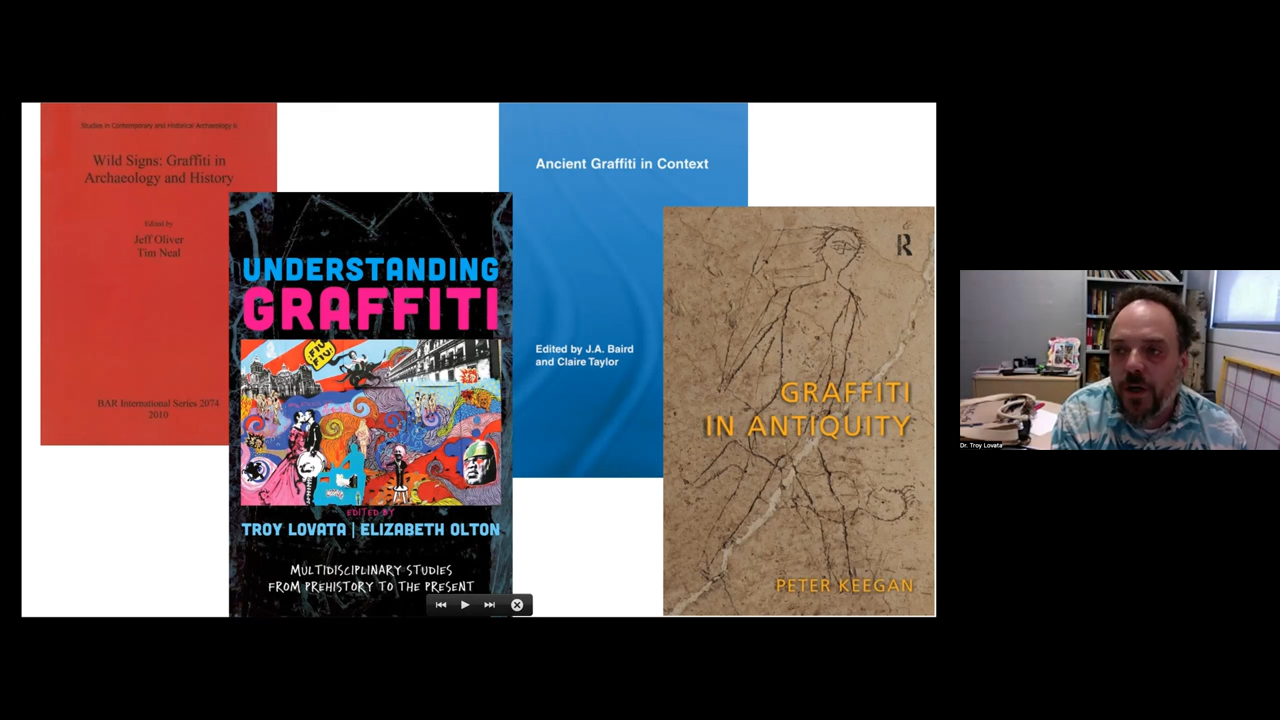 Studies in Contemporary and Historical Archaeology 6
Wild Signs: Graffiti in
Archaeology and History
Edited by
Jeff Oliver
Tim Neal
BAR International Series 2074
2010
UNDERSTANDING
GRAFFITI
EDITED BY
TROY LOVATA | ELIZABETH OLTON
MULTIDISCIPLINARY STUDIES
FROM PREHISTORY TO THE PRESENT
Ancient Graffiti in Context
Edited by J.A. Baird
and Claire Taylor
R
GRAFFITI
IN ANTIQUITY
PETER KEEGAN
Dr. Troy Lovata